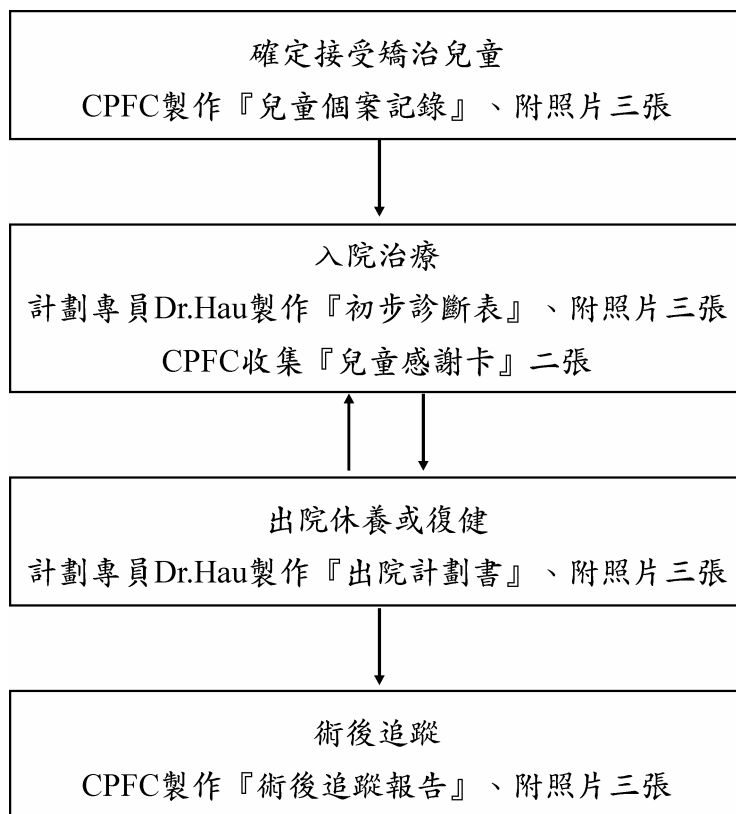 確定接受矯治兒童
CPFC製作『兒童個案記錄』、附照片三張
入院治療
計劃專員Dr.Hau製作『初步診斷表』、附照片三張
CPFC收集『兒童感謝卡』二張
出院休養或復健
計劃專員Dr.Hau製作『出院計劃書』、附照片三張
術後追蹤
CPFC製作『術後追蹤報告』、附照片三張